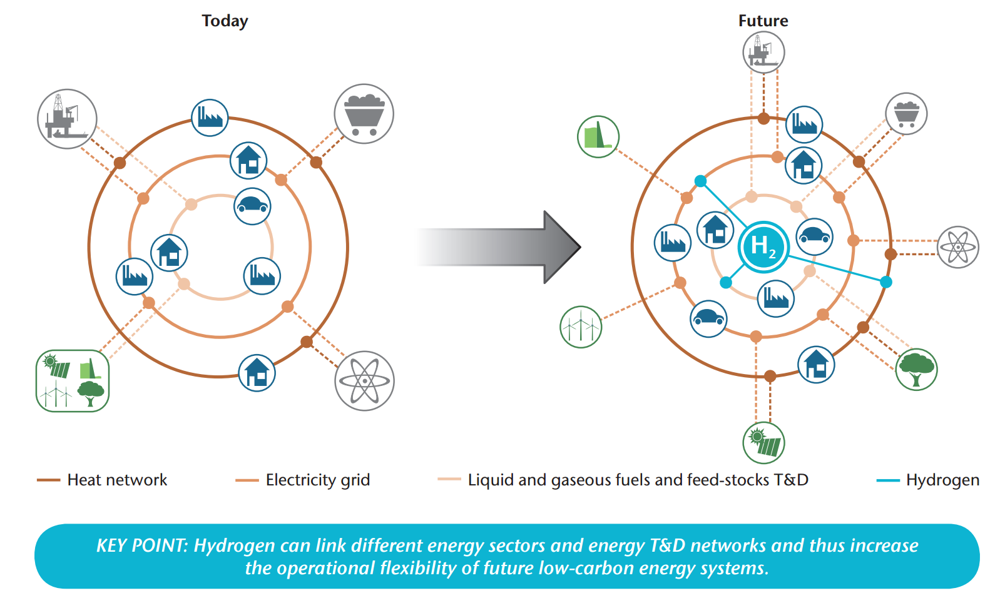 Today
Future
H2
Heat network
Electricity grid
Liquid and gaseous fuels and feed-stocks T&D
Hydrogen
KEY POINT: Hydrogen can link different energy sectors and energy T&D networks and thus increase
the operational flexibility of future low-carbon energy systems.